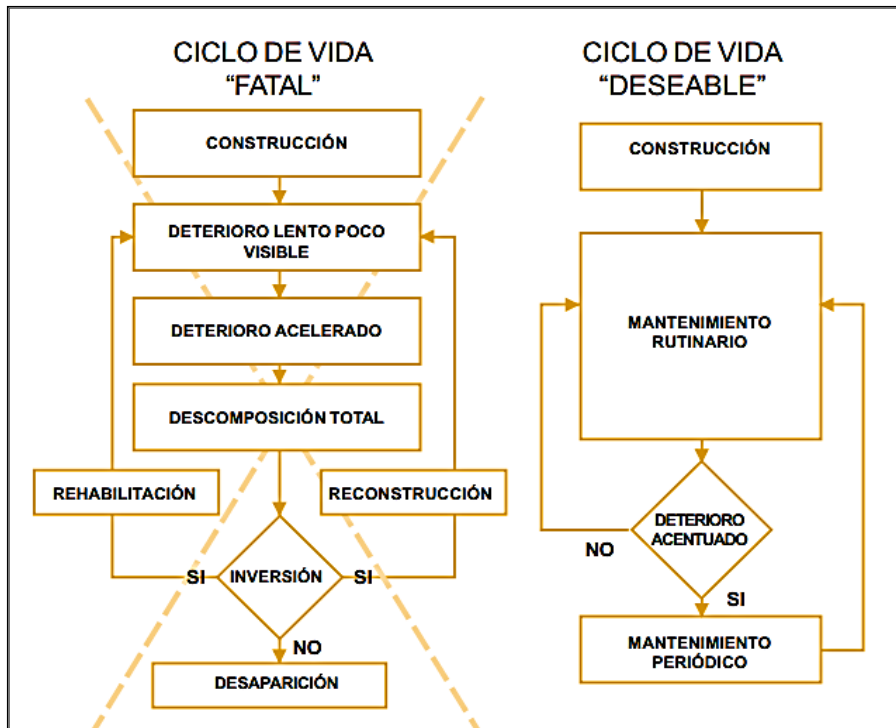 CICLO DE VIDA
“FATAL”
CONSTRUCCIÓN
DETERIORO LENTO POCO
VISIBLE
DETERIORO ACELERADO
DESCOMPOSICIÓN TOTAL
REHABILITACIÓN
RECONSTRUCCIÓN
SI
INVERSIÓN
SI
NO
DESAPARICIÓN
CICLO DE VIDA
“DESEABLE”
CONSTRUCCIÓN
MANTENIMIENTO
RUTINARIO
DETERIORO
ACENTUADO
NO
SI
MANTENIMIENTO
PERIÓDICO